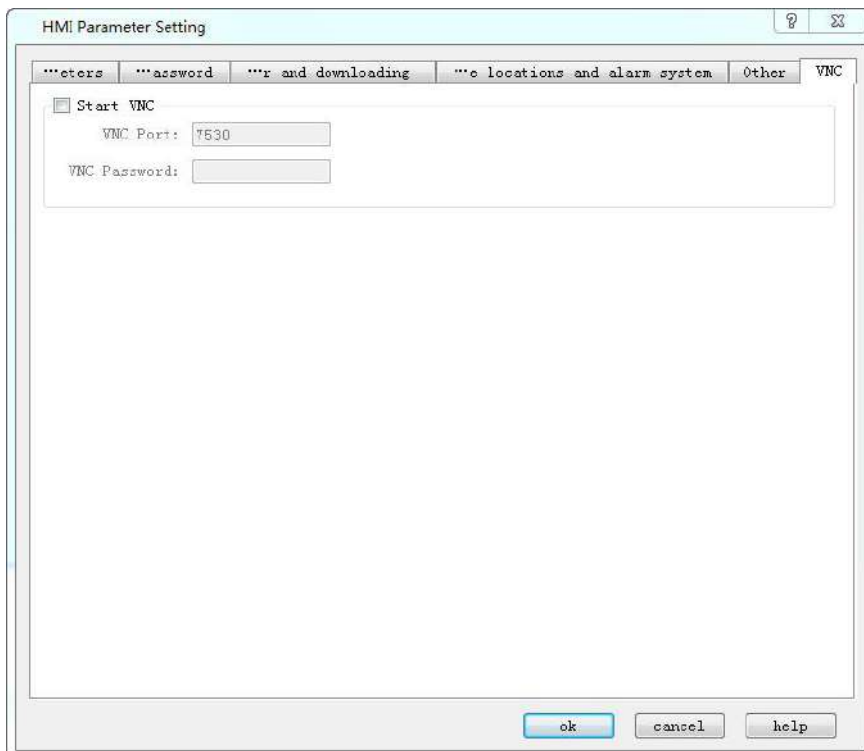 HMI Parameter Setting
…eters …assword …r and downloading …e locations and alarm system Other VNC
Start VNC
VNC Port: 7630
VNC Password:
ok cancel help